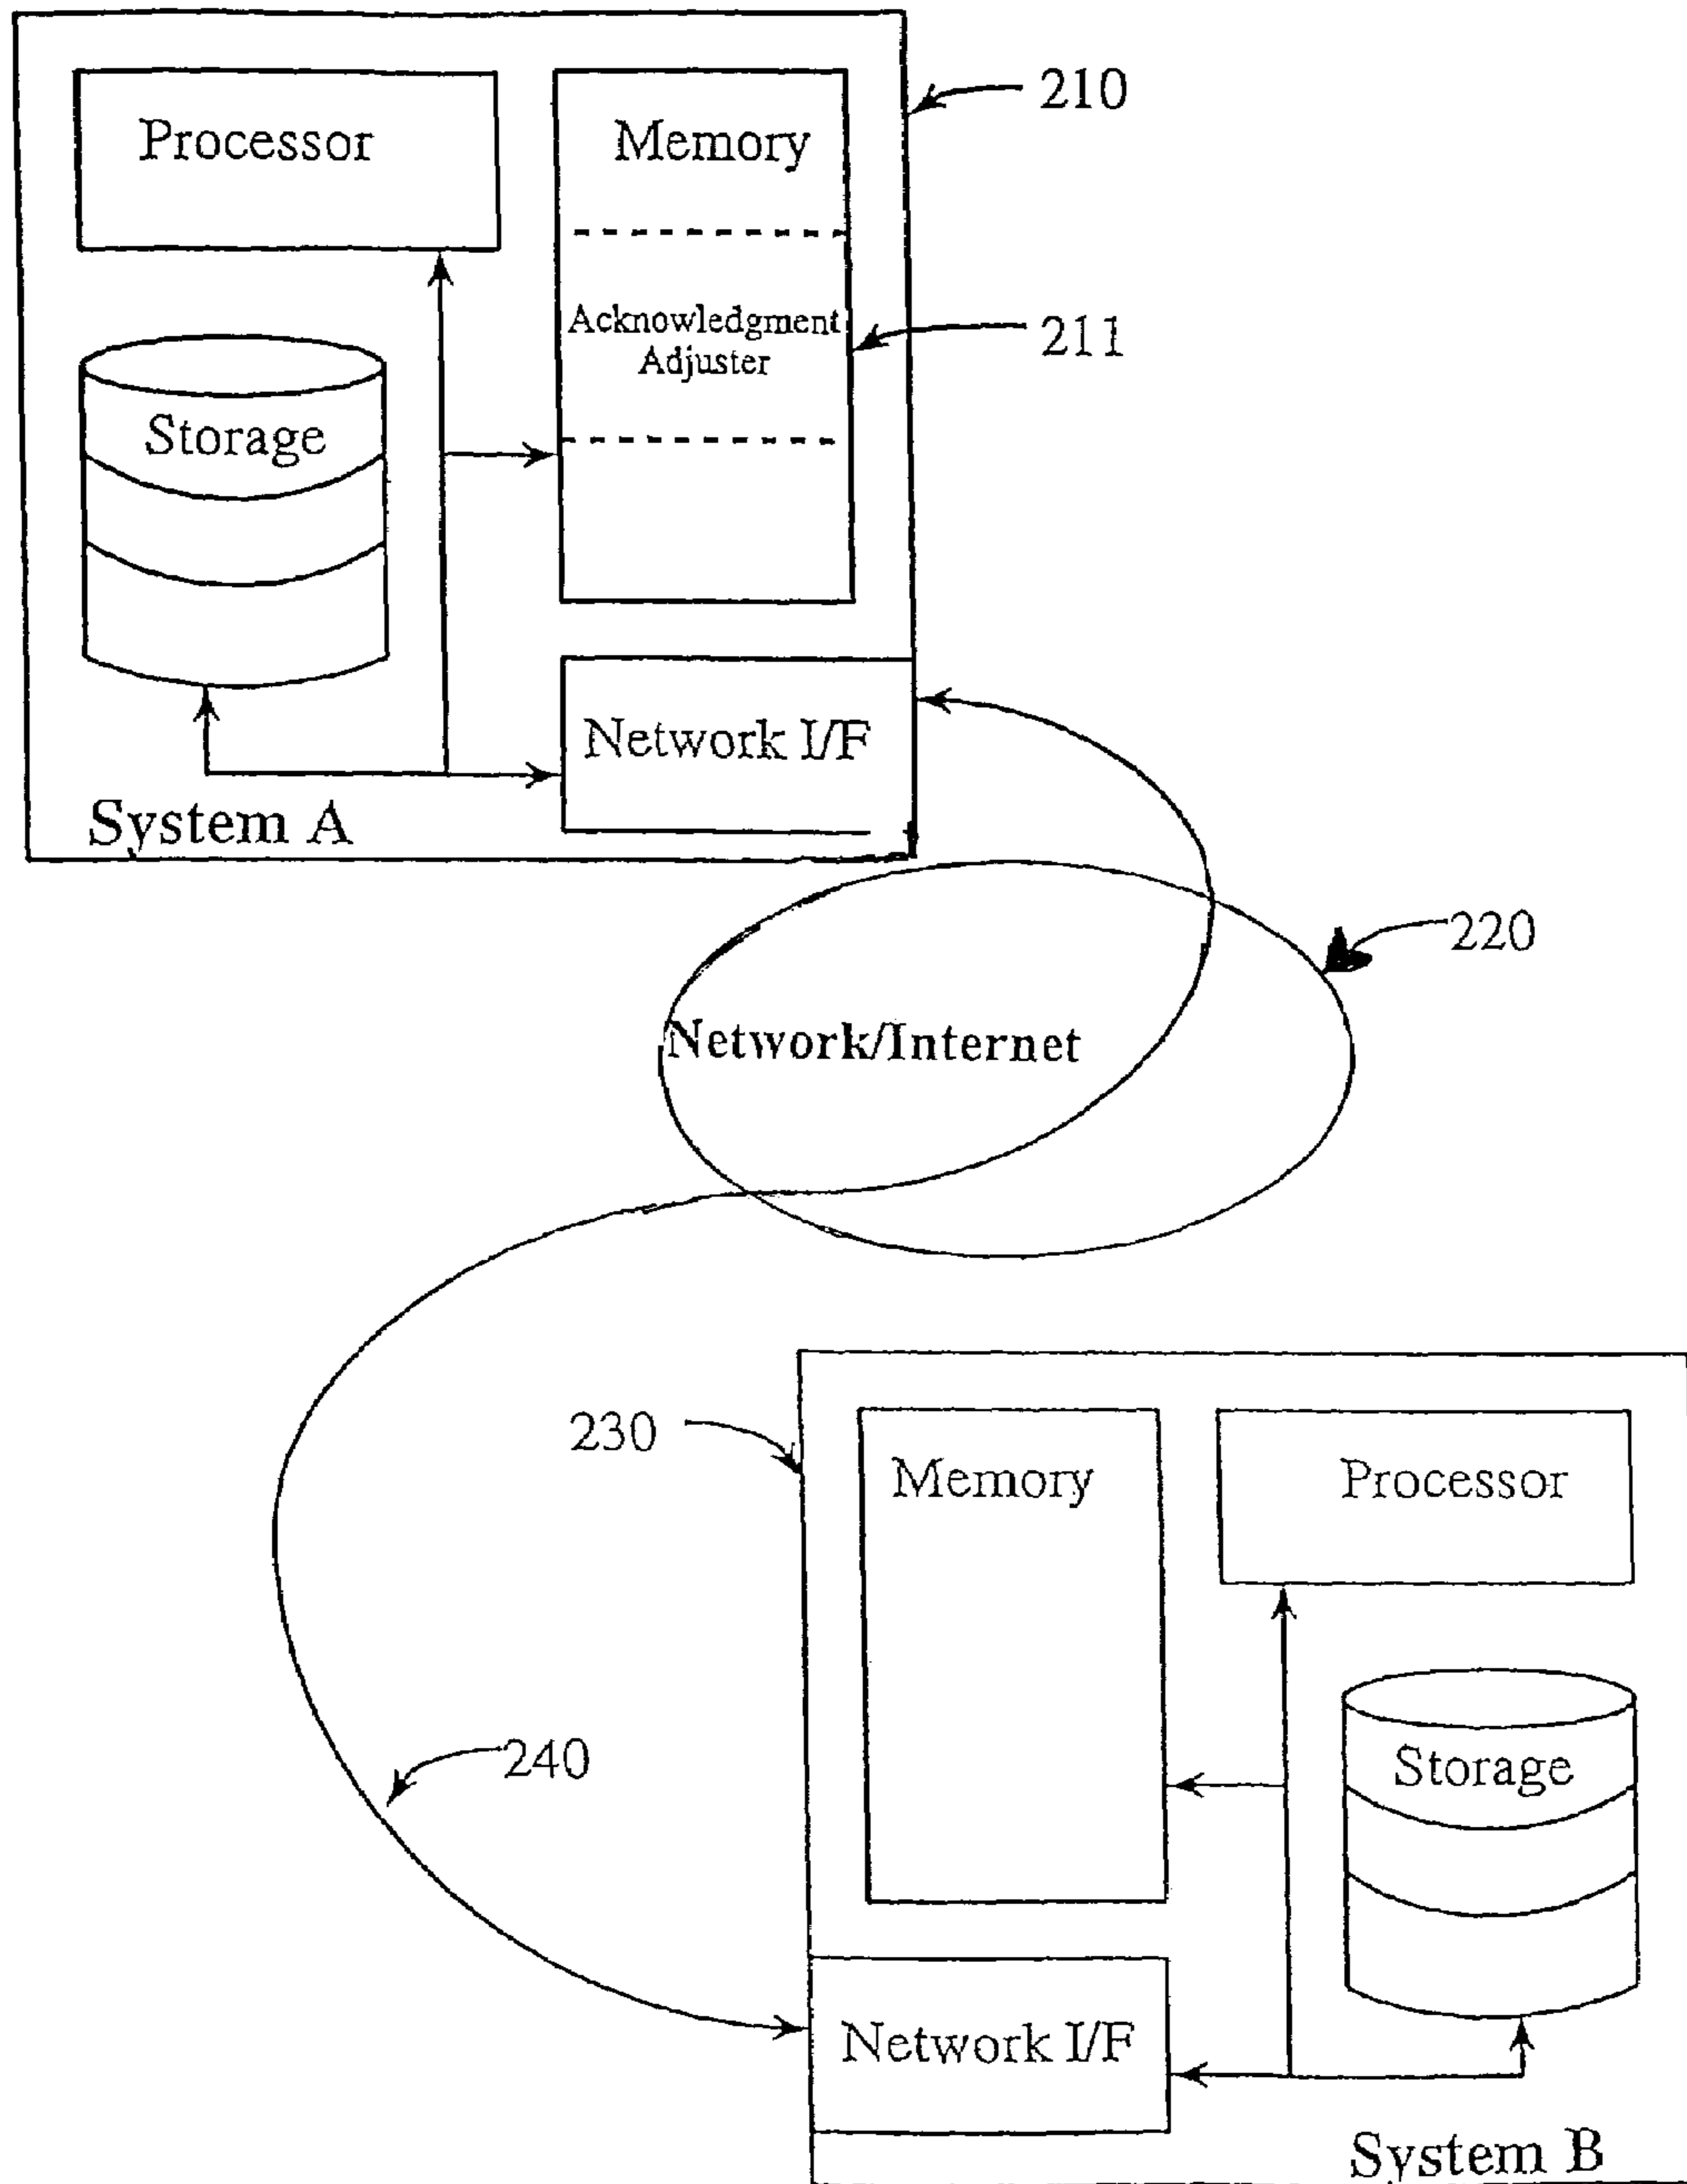 210
Processor
Memory
Acknowledgment
Adjuster
211
Storage
Network I/F
System A
220
Network/Internet
230
Memory
Processor
240
Storage
Network I/F
System B